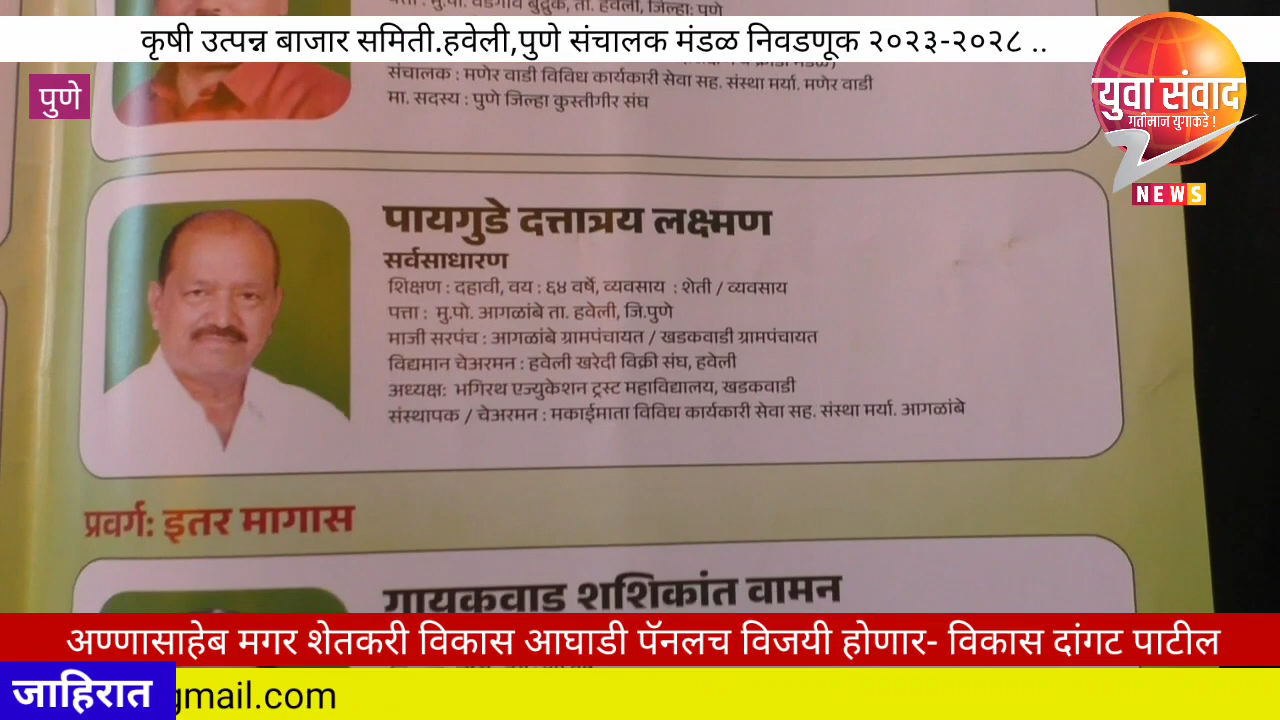 पत्ता : मु.पो. वडगाव बुद्रुक, ता. हवेली, जिल्हा: पुणे
कृषी उत्पन्न बाजार समिती.हवेली,पुणे संचालक मंडळ निवडणूक २०२३-२०२८ ..
संचालक : मणेर वाडी विविध कार्यकारी सेवा सह. संस्था मर्या. मणेर वाडी
मा. सदस्य : पुणे जिल्हा कुस्तीगीर संघ
पुणे
युवा संवाद
गतीमान युगाकडे !
NEWS
पायगुडे दत्तात्रय लक्ष्मण
सर्वसाधारण
शिक्षण : दहावी, वय : ६४ वर्षे, व्यवसाय : शेती / व्यवसाय
पत्ता : मु.पो. आगळांबे ता. हवेली, जि.पुणे
माजी सरपंच : आगळांबे ग्रामपंचायत / खडकवाडी ग्रामपंचायत
विद्यमान चेअरमन : हवेली खरेदी विक्री संघ, हवेली
अध्यक्ष: भगिरथ एज्युकेशन ट्रस्ट महाविद्यालय, खडकवाडी
संस्थापक / चेअरमन : मकाईमाता विविध कार्यकारी सेवा सह. संस्था मर्या. आगळांबे
प्रवर्ग: इतर मागास
गायकवाड शशिकांत वामन
अण्णासाहेब मगर शेतकरी विकास आघाडी पॅनलच विजयी होणार- विकास दांगट पाटील
जाहिरात
gmail.com